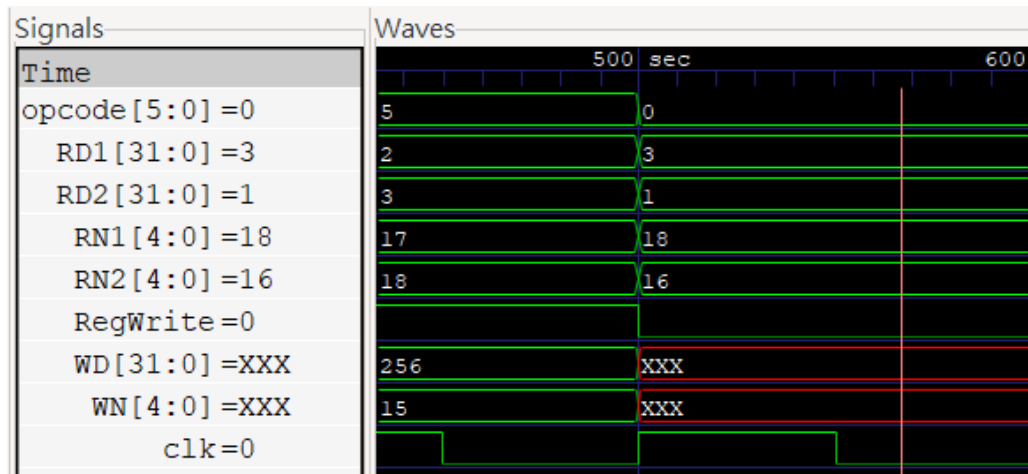 Signals Waves
Time 500 sec 600
opcode[5:0]=0 5 0
RD1[31:0]=3 2 3
RD2[31:0]=1 3 1
RN1[4:0]=18 17 18
RN2[4:0]=16 18 16
RegWrite=0
WD[31:0]=XXX 256 XXX
WN[4:0]=XXX 15 XXX
clk=0